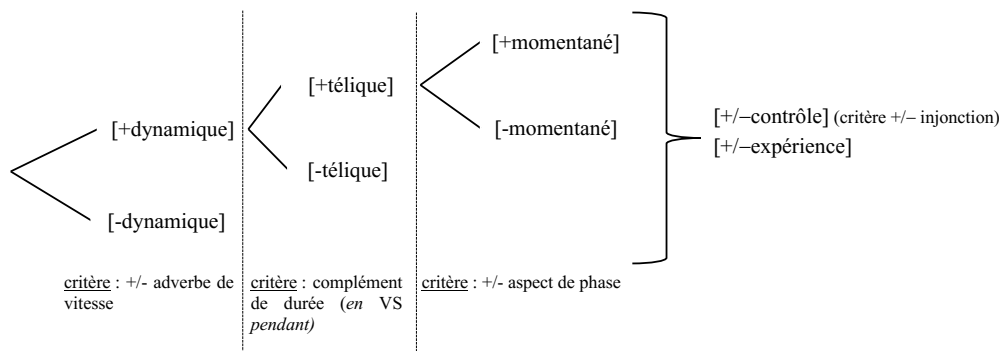 [+momentané]
[+télique]
[+dynamique]
[-momentané]
[-télique]
[-dynamique]
[+/–contrôle] (critère +/– injonction)
[+/–expérience]
critère : +/- adverbe de
vitesse
critère : complément
de durée (en VS
pendant)
critère : +/- aspect de phase